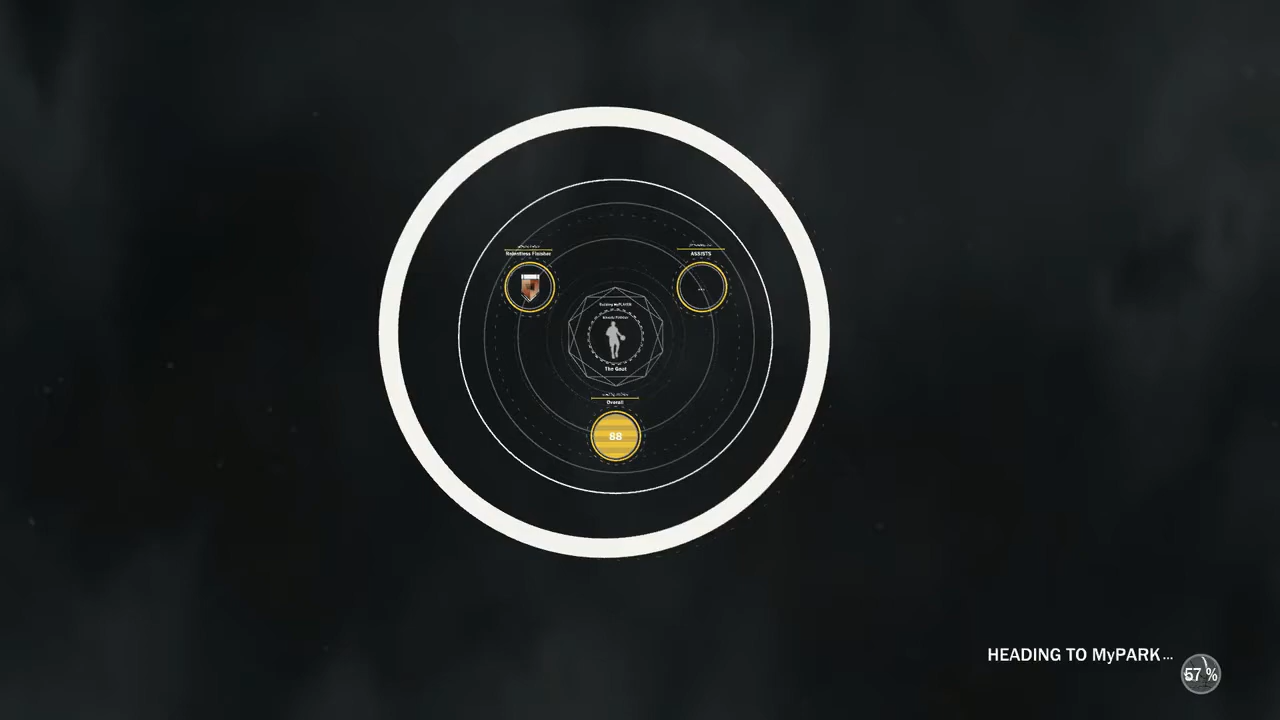 Relentless Finisher
ASSISTS
...
Building MyPLAYER
The Goat
Overall
88
HEADING TO MyPARK...
57 %